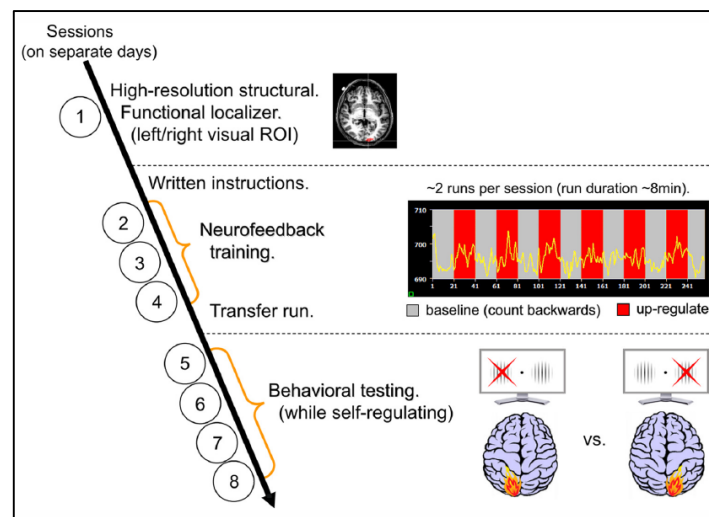 Sessions
(on separate days)
High-resolution structural.
Functional localizer.
(left/right visual ROI)
1
Written instructions.
~2 runs per session (run duration ~8min).
2
3
4
Neurofeedback
training.
Transfer run.
710
700
690
1 21 41 61 81 101 121 141 161 181 201 221 241
baseline (count backwards)
up-regulate
5
6
7
8
Behavioral testing.
(while self-regulating)
vs.